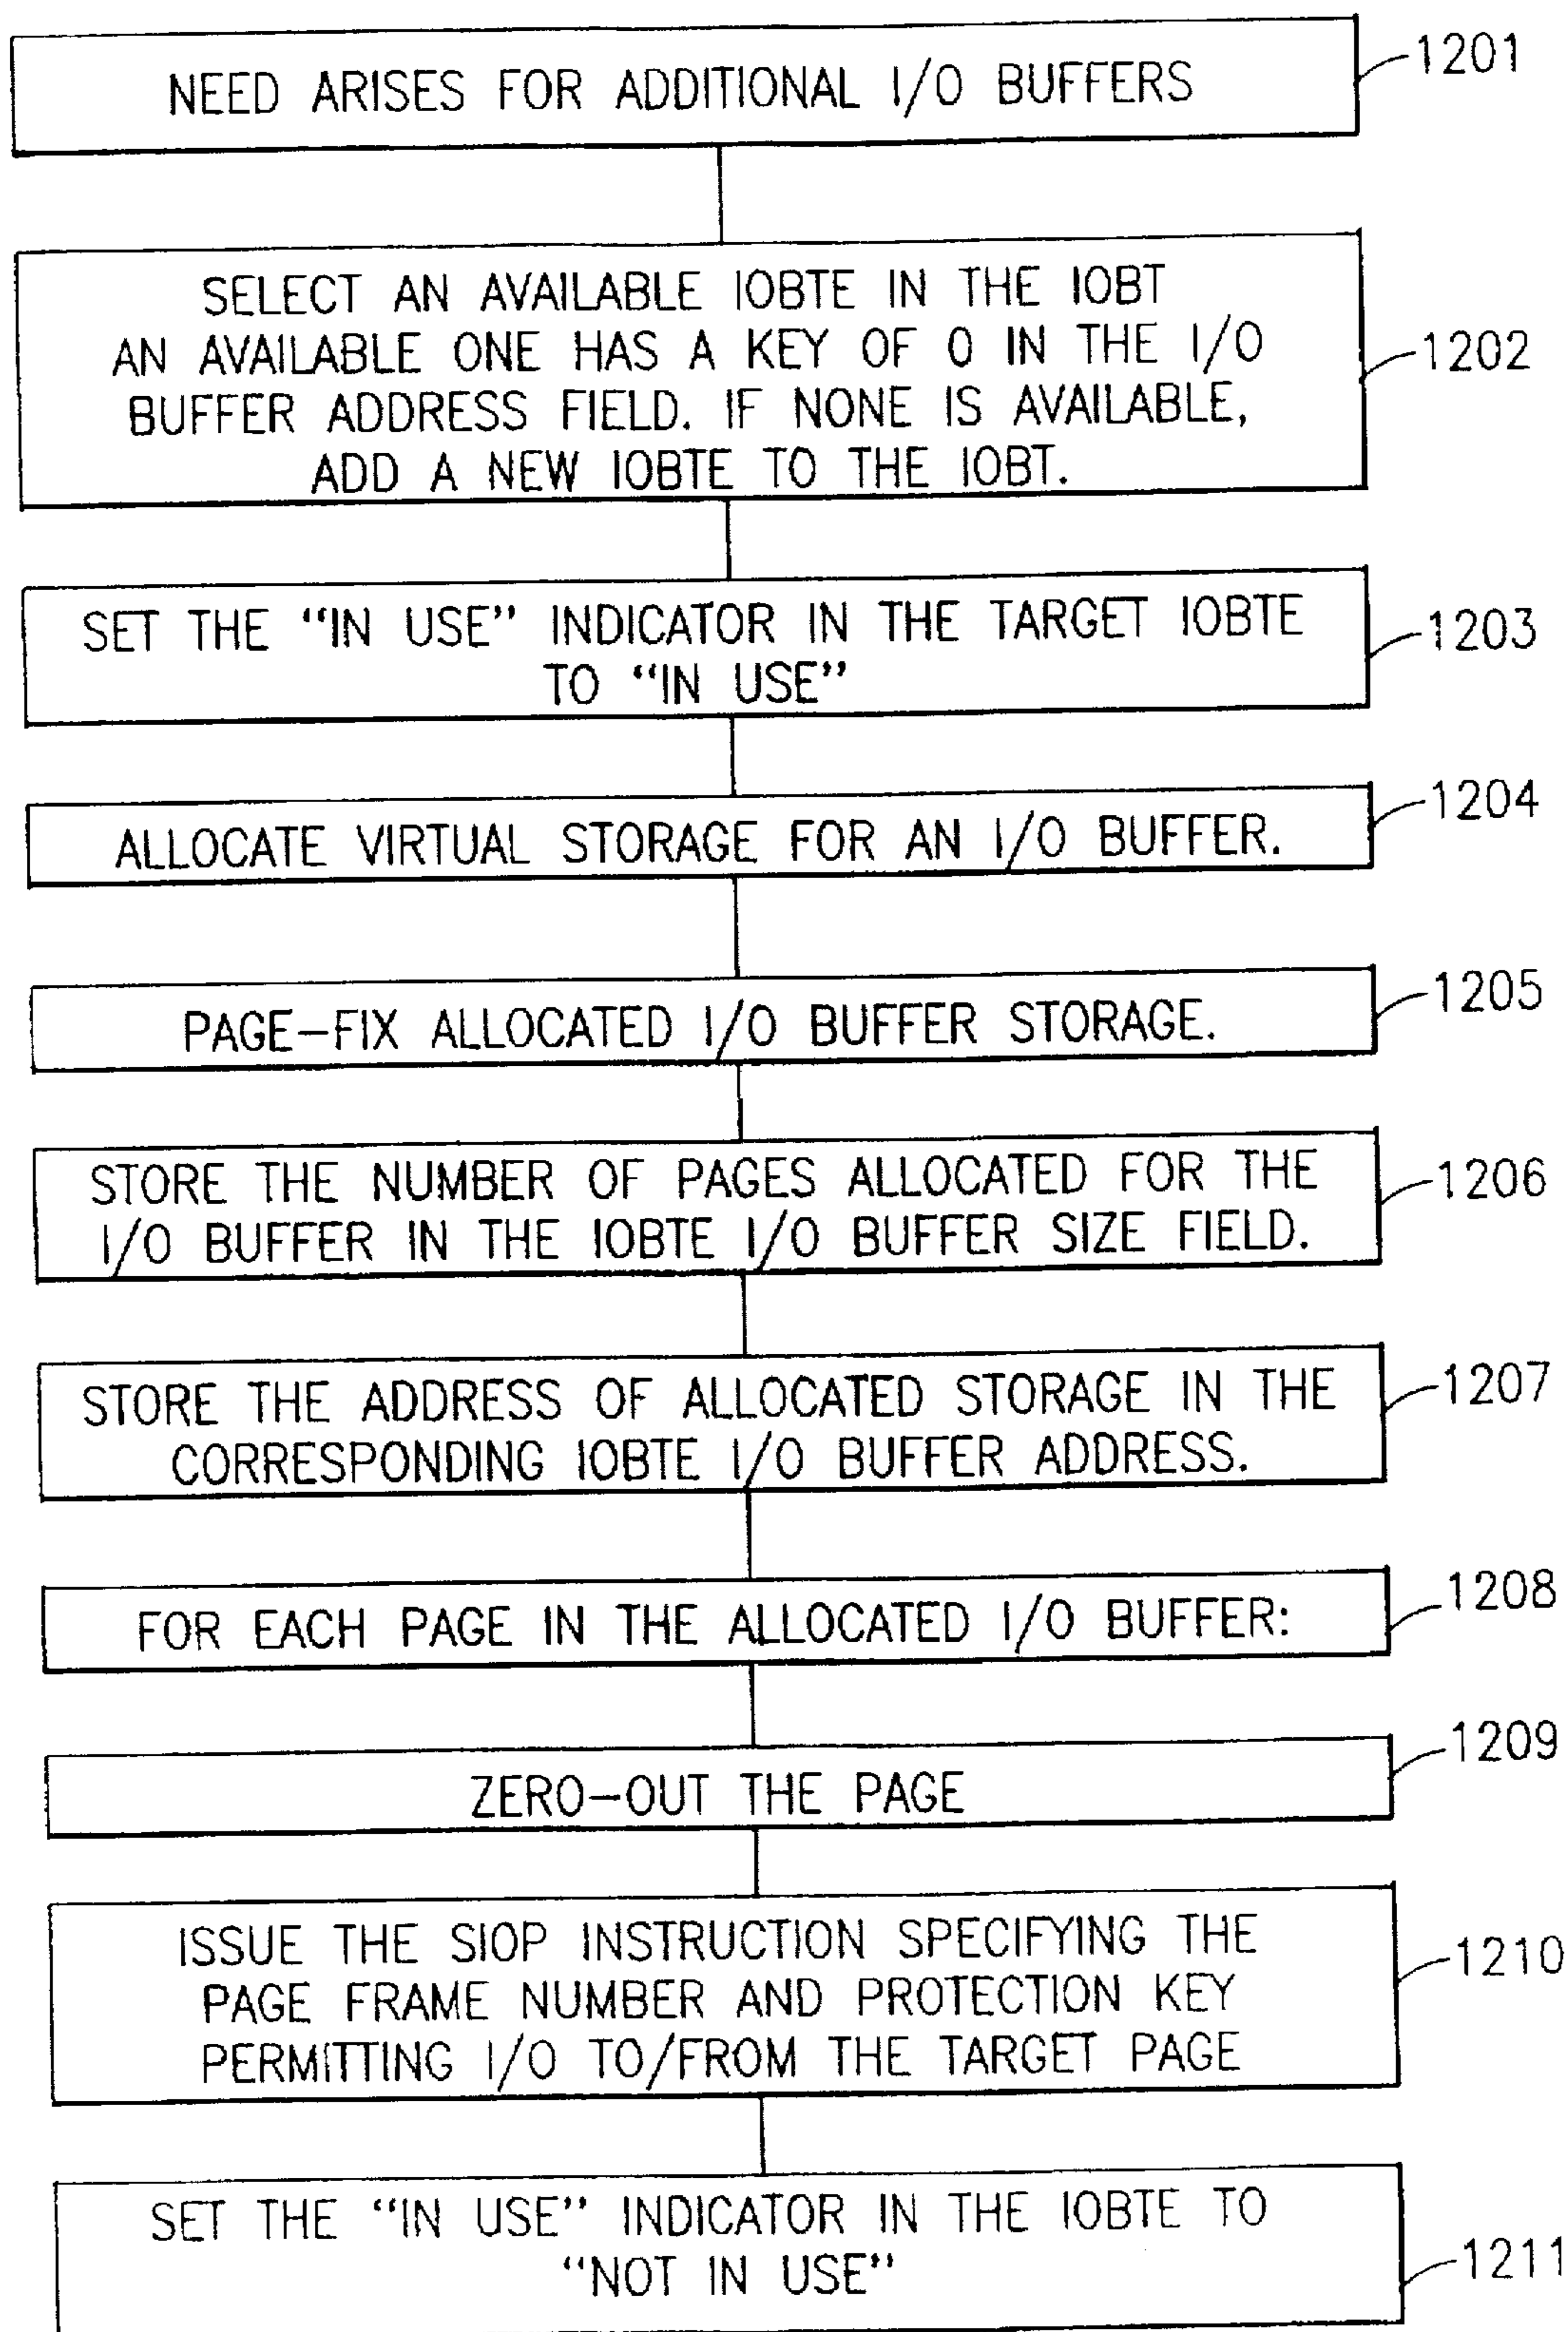 NEED ARISES FOR ADDITIONAL I/O BUFFERS
1201
SELECT AN AVAILABLE IOBTE IN THE IOBT
AN AVAILABLE ONE HAS A KEY OF 0 IN THE I/O
BUFFER ADDRESS FIELD. IF NONE IS AVAILABLE,
ADD A NEW IOBTE TO THE IOBT.
1202
SET THE “IN USE” INDICATOR IN THE TARGET IOBTE
TO “IN USE”
1203
ALLOCATE VIRTUAL STORAGE FOR AN I/O BUFFER.
1204
PAGE-FIX ALLOCATED I/O BUFFER STORAGE.
1205
STORE THE NUMBER OF PAGES ALLOCATED FOR THE
I/O BUFFER IN THE IOBTE I/O BUFFER SIZE FIELD.
1206
STORE THE ADDRESS OF ALLOCATED STORAGE IN THE
CORRESPONDING IOBTE I/O BUFFER ADDRESS.
1207
FOR EACH PAGE IN THE ALLOCATED I/O BUFFER:
1208
ZERO-OUT THE PAGE
1209
ISSUE THE SIOP INSTRUCTION SPECIFYING THE
PAGE FRAME NUMBER AND PROTECTION KEY
PERMITTING I/O TO/FROM THE TARGET PAGE
1210
SET THE “IN USE” INDICATOR IN THE IOBTE TO
“NOT IN USE”
1211